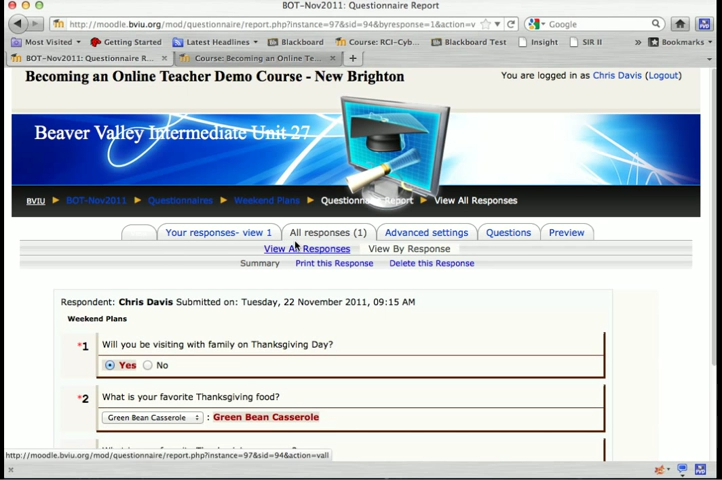 BOT-Nov2011: Questionnaire Report
http://moodle.bviu.org/mod/questionnaire/report.php?instance=97&sid=94&byresponse=1&action=v
Google
Most Visited Getting Started Latest Headlines Blackboard Course: RCI-Cyb... Blackboard Test Insight SIR II » Bookmarks
BOT-Nov2011: Questionnaire R... Course: Becoming an Online Te...
Becoming an Online Teacher Demo Course - New Brighton
You are logged in as Chris Davis (Logout)
Beaver Valley Intermediate Unit 27
BVIU ► BOT-Nov2011 ► Questionnaires ► Weekend Plans ► Questionnaire Report ► View All Responses
Your responses- view 1 All responses (1) Advanced settings Questions Preview
View All Responses View By Response
Summary Print this Response Delete this Response
Respondent: Chris Davis Submitted on: Tuesday, 22 November 2011, 09:15 AM
Weekend Plans
*1 Will you be visiting with family on Thanksgiving Day?
Yes No
*2 What is your favorite Thanksgiving food?
Green Bean Casserole : Green Bean Casserole
http://moodle.bviu.org/mod/questionnaire/report.php?instance=97&sid=94&action=vall